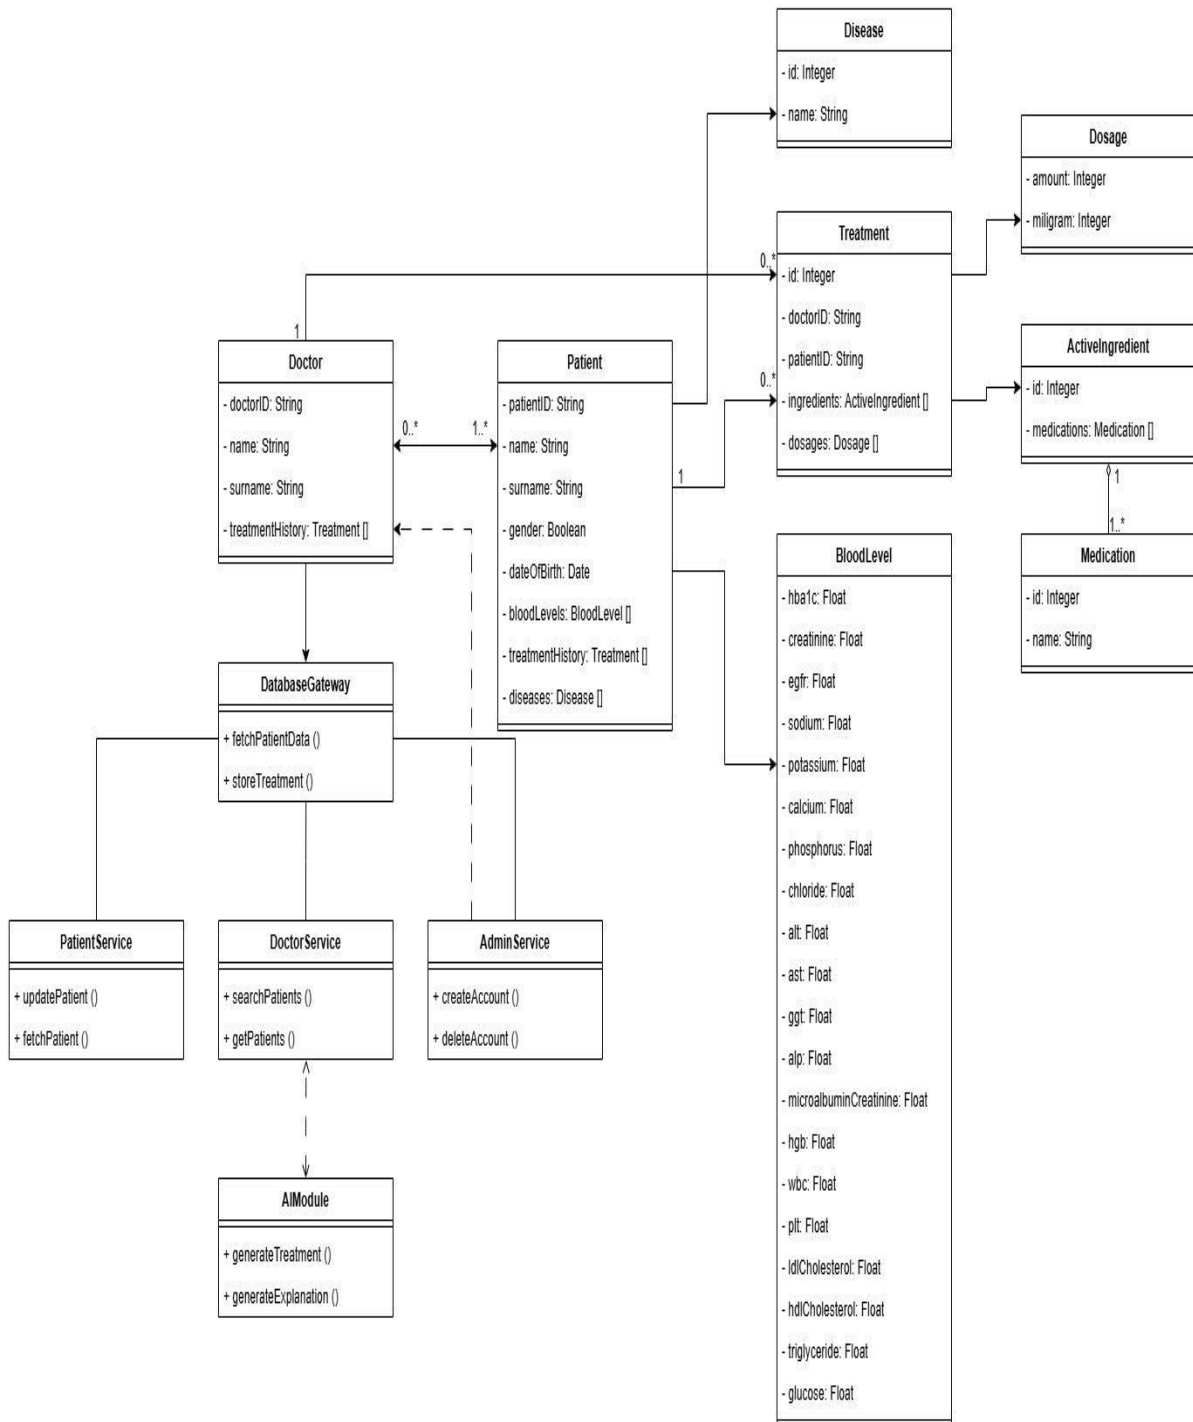 Disease
- id: Integer
- name: String
Dosage
- amount: Integer
- miligram: Integer
Treatment
- id: Integer
- doctorID: String
- patientID: String
- ingredients: ActiveIngredient []
- dosages: Dosage []
0..*
0..*
1
1
ActiveIngredient
- id: Integer
- medications: Medication []
1
1..*
Medication
- id: Integer
- name: String
Doctor
- doctorID: String
- name: String
- surname: String
- treatmentHistory: Treatment []
0..*
1..*
Patient
- patientID: String
- name: String
- surname: String
- gender: Boolean
- dateOfBirth: Date
- bloodLevels: BloodLevel []
- treatmentHistory: Treatment []
- diseases: Disease []
BloodLevel
- hba1c: Float
- creatinine: Float
- egfr: Float
- sodium: Float
- potassium: Float
- calcium: Float
- phosphorus: Float
- chloride: Float
- alt: Float
- ast: Float
- ggt: Float
- alp: Float
- microalbuminCreatinine: Float
- hgb: Float
- wbc: Float
- plt: Float
- ldlCholesterol: Float
- hdlCholesterol: Float
- triglyceride: Float
- glucose: Float
DatabaseGateway
+ fetchPatientData ()
+ storeTreatment ()
PatientService
+ updatePatient ()
+ fetchPatient ()
DoctorService
+ searchPatients ()
+ getPatients ()
AdminService
+ createAccount ()
+ deleteAccount ()
AIModule
+ generateTreatment ()
+ generateExplanation ()